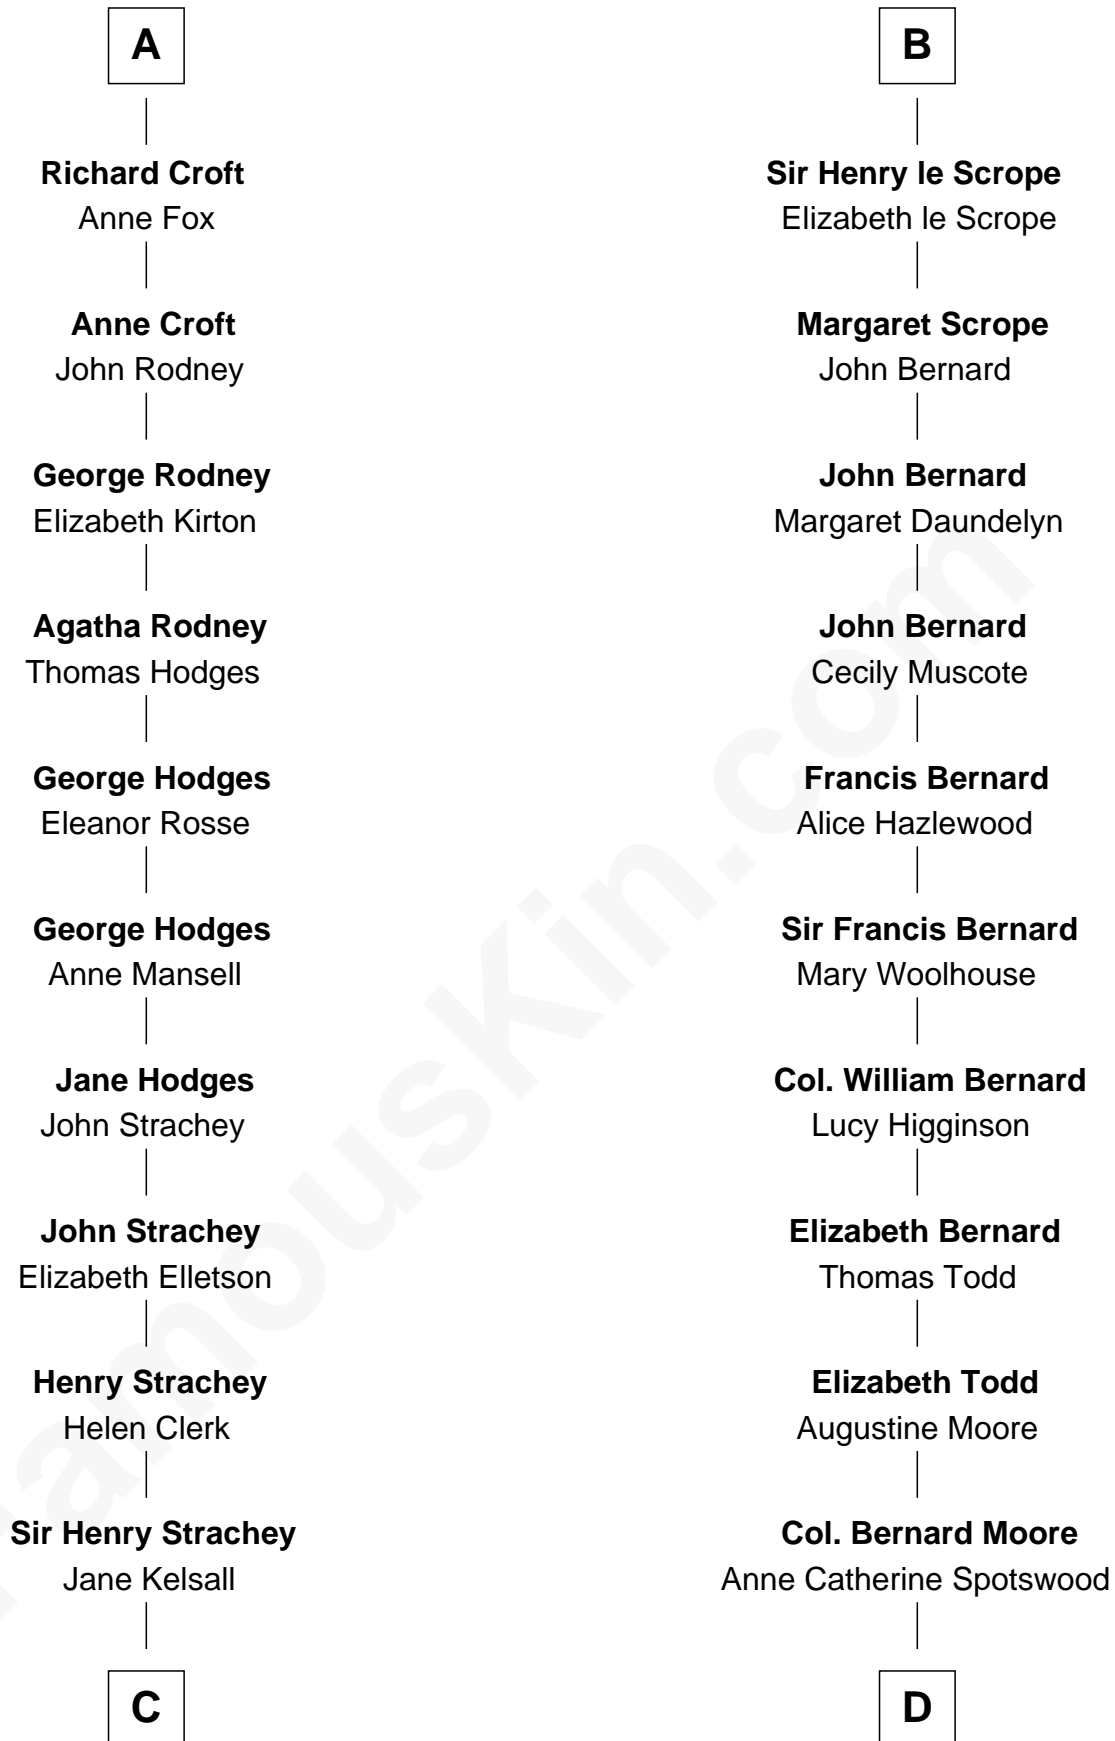 A
Richard Croft
Anne Fox
Anne Croft
John Rodney
George Rodney
Elizabeth Kirton
Agatha Rodney
Thomas Hodges
George Hodges
Eleanor Rosse
George Hodges
Anne Mansell
Jane Hodges
John Strachey
John Strachey
Elizabeth Elletson
Henry Strachey
Helen Clerk
Sir Henry Strachey
Jane Kelsall
C
B
Sir Henry le Scrope
Elizabeth le Scrope
Margaret Scrope
John Bernard
John Bernard
Margaret Daundelyn
John Bernard
Cecily Muscote
Francis Bernard
Alice Hazlewood
Sir Francis Bernard
Mary Woolhouse
Col. William Bernard
Lucy Higginson
Elizabeth Bernard
Thomas Todd
Elizabeth Todd
Augustine Moore
Col. Bernard Moore
Anne Catherine Spotswood
D
FamousKin.com